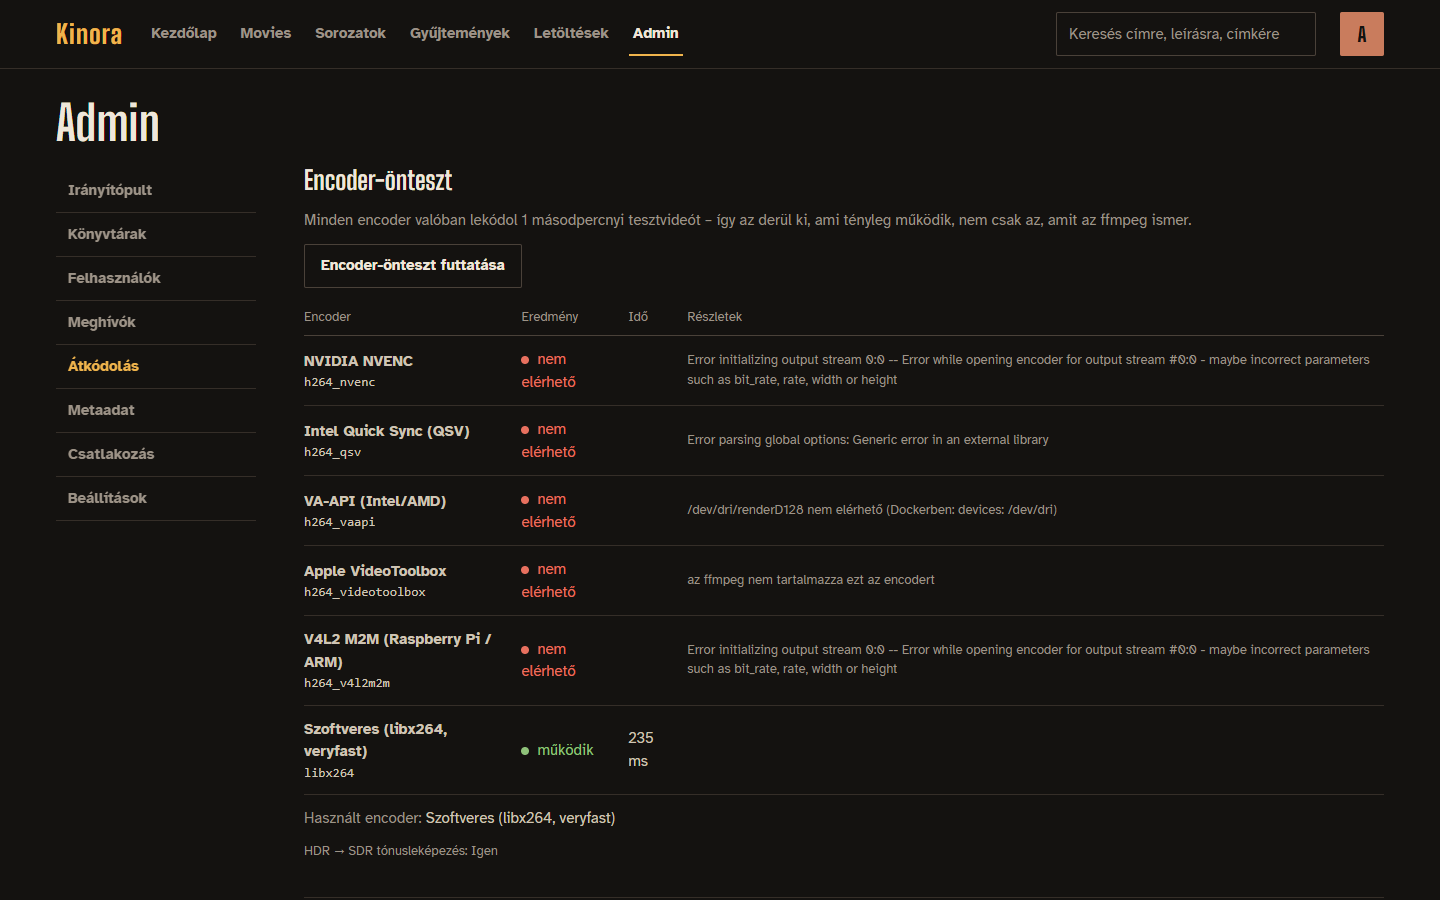 Kinora
Kezdőlap
Movies
Sorozatok
Gyűjtemények
Letöltések
Admin
Keresés címre, leírásra, címkére
A
Admin
Irányítópult
Könyvtárak
Felhasználók
Meghívók
Átkódolás
Metaadat
Csatlakozás
Beállítások
Encoder-önteszt
Minden encoder valóban lekódol 1 másodpercnyi tesztvideót – így az derül ki, ami tényleg működik, nem csak az, amit az ffmpeg ismer.
Encoder-önteszt futtatása
Encoder Eredmény Idő Részletek
NVIDIA NVENC
h264_nvenc
nem
elérhető
Error initializing output stream 0:0 -- Error while opening encoder for output stream #0:0 - maybe incorrect parameters
such as bit_rate, rate, width or height
Intel Quick Sync (QSV)
h264_qsv
nem
elérhető
Error parsing global options: Generic error in an external library
VA-API (Intel/AMD)
h264_vaapi
nem
elérhető
/dev/dri/renderD128 nem elérhető (Dockerben: devices: /dev/dri)
Apple VideoToolbox
h264_videotoolbox
nem
elérhető
az ffmpeg nem tartalmazza ezt az encodert
V4L2 M2M (Raspberry Pi /
ARM)
h264_v4l2m2m
nem
elérhető
Error initializing output stream 0:0 -- Error while opening encoder for output stream #0:0 - maybe incorrect parameters
such as bit_rate, rate, width or height
Szoftveres (libx264,
veryfast)
libx264
működik
235
ms
Használt encoder: Szoftveres (libx264, veryfast)
HDR → SDR tónusleképezés: Igen